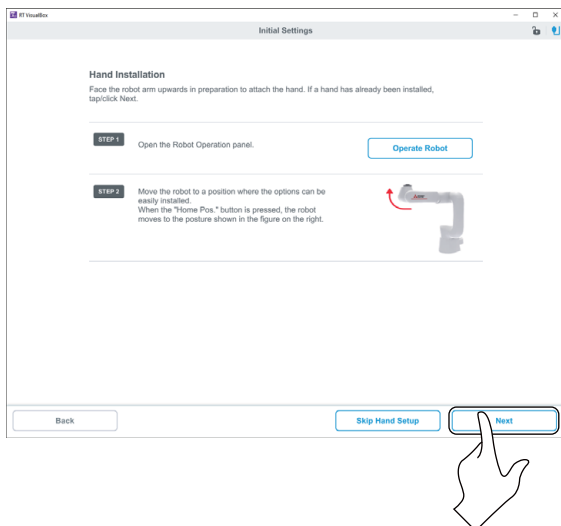 RT VisualBox
Initial Settings
Hand Installation
Face the robot arm upwards in preparation to attach the hand. If a hand has already been installed,
tap/click Next.
STEP 1
Open the Robot Operation panel.
Operate Robot
STEP 2
Move the robot to a position where the options can be
easily installed.
When the "Home Pos." button is pressed, the robot
moves to the posture shown in the figure on the right.
Back
Skip Hand Setup
Next